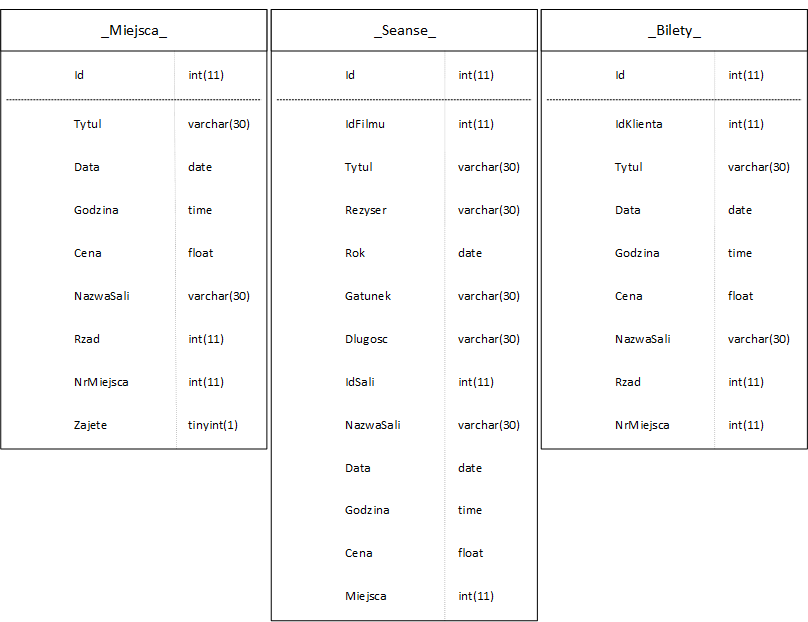 _Miejsca_
Id int(11)
Tytul varchar(30)
Data date
Godzina time
Cena float
NazwaSali varchar(30)
Rzad int(11)
NrMiejsca int(11)
Zajete tinyint(1)
_Seanse_
Id int(11)
IdFilmu int(11)
Tytul varchar(30)
Rezyser varchar(30)
Rok date
Gatunek varchar(30)
Dlugosc varchar(30)
IdSali int(11)
NazwaSali varchar(30)
Data date
Godzina time
Cena float
Miejsca int(11)
_Bilety_
Id int(11)
IdKlienta int(11)
Tytul varchar(30)
Data date
Godzina time
Cena float
NazwaSali varchar(30)
Rzad int(11)
NrMiejsca int(11)